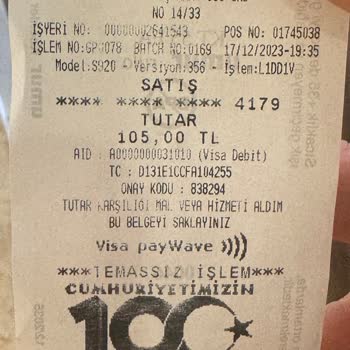 NO 14/33
İŞYERİ NO: 00000002641543 POS NO: 01745038
İŞLEM NO:GP0078 BATCH NO:0169 17/12/2023-19:35
Model:S920 - Versiyon:356 - İşlem:L1DD1V
SATIŞ
**** **** **** 4179
TUTAR
105,00 TL
AID : A0000000031010 (Visa Debit)
TC : D131E1CCFA104255
ONAY KODU : 838294
TUTAR KARŞILIĞI MAL VEYA HİZMETİ ALDIM
BU BELGEYİ SAKLAYINIZ
Visa payWave
***TEMASSIZ İŞLEM***
CUMHURİYETİMİZİN
100